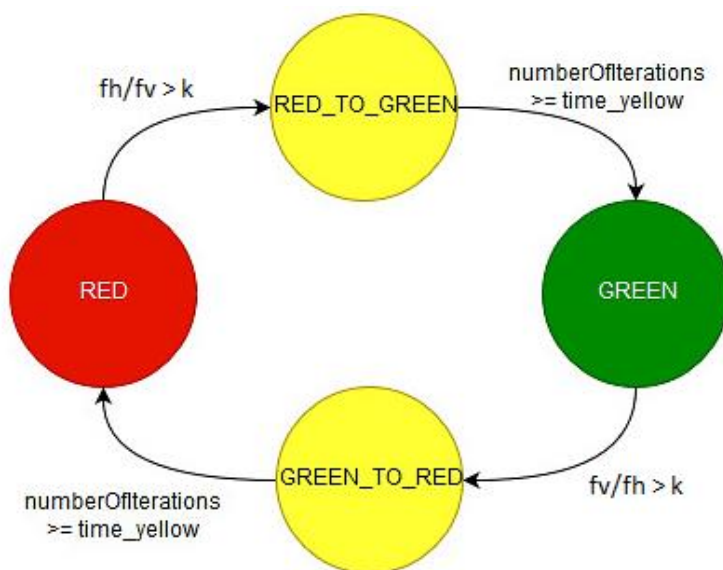 fh/fv > k
RED_TO_GREEN
numberOfIterations
>= time_yellow
RED
GREEN
GREEN_TO_RED
numberOfIterations
>= time_yellow
fv/fh > k